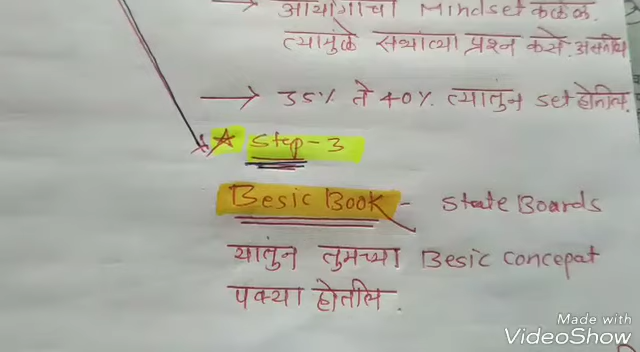 → आयोगाचा Mindset कळेल.
त्यामुळे सध्याच्या प्रश्न कसे असतील
→ 35% ते 40% त्यातुन set होतील.
☆ Step-3
Besic Book - State Boards
यांतुन तुमच्या Besic concepat
पक्या होतील.
Made with
VideoShow